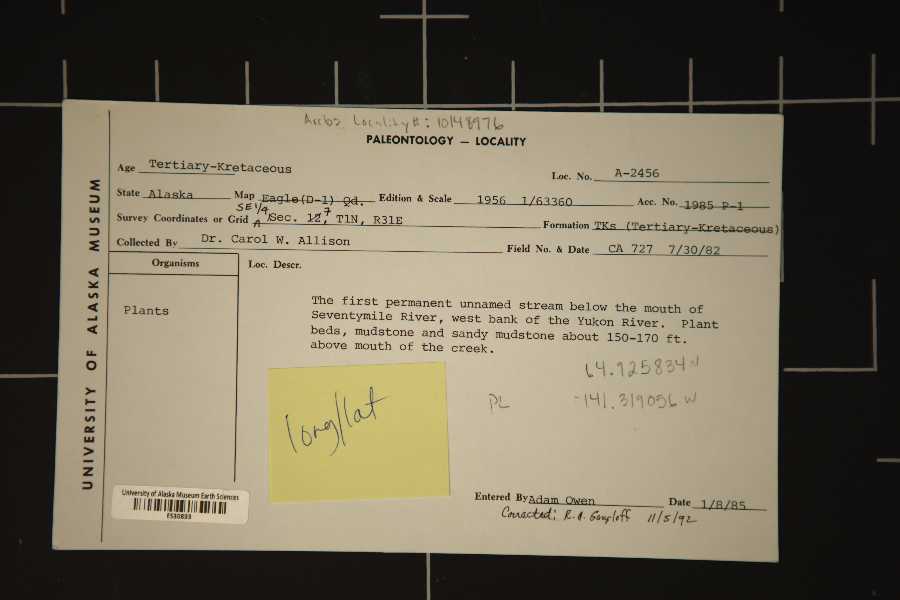 Arctos Locality #: 10148976
PALEONTOLOGY — LOCALITY
Age Tertiary-Kretaceous
Loc. No. A-2456
State Alaska Map Eagle(D-1) Qd. Edition & Scale 1956 1/63360 Acc. No. 1985 P-1
SE 1/4 7
Survey Coordinates or Grid Sec. 12, T1N, R31E Formation TKs (Tertiary-Kretaceous)
Collected By Dr. Carol W. Allison Field No. & Date CA 727 7/30/82
Organisms Loc. Descr.
Plants
The first permanent unnamed stream below the mouth of
Seventymile River, west bank of the Yukon River. Plant
beds, mudstone and sandy mudstone about 150-170 ft.
above mouth of the creek.
64.925834 N
PL -141.319056 W
long/lat
Entered By Adam Owen Date 1/8/85
Corrected; R. A. Gangloff 11/5/92
UNIVERSITY OF ALASKA MUSEUM
University of Alaska Museum Earth Sciences